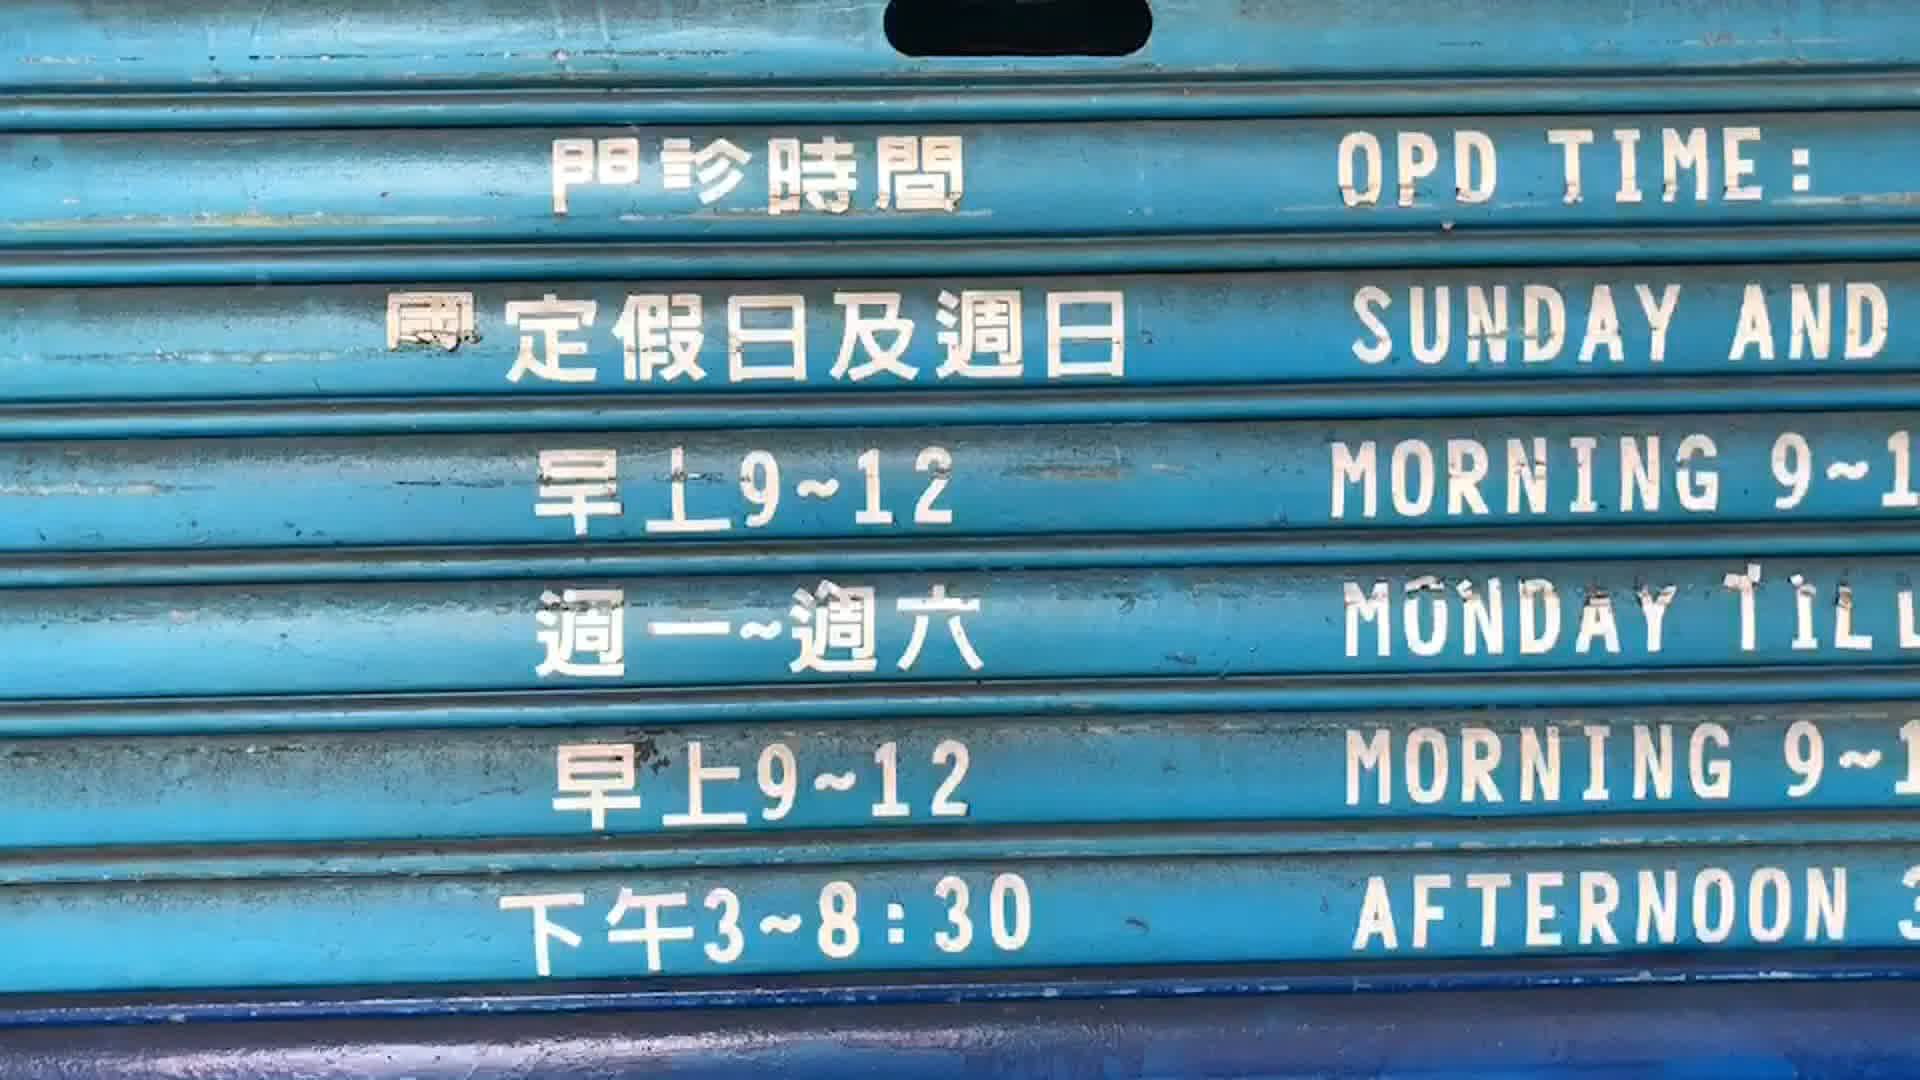 門診時間 OPD TIME:
國定假日及週日 SUNDAY AND
早上9~12 MORNING 9~1
週一~週六 MONDAY TILL
早上9~12 MORNING 9~1
下午3~8:30 AFTERNOON 3